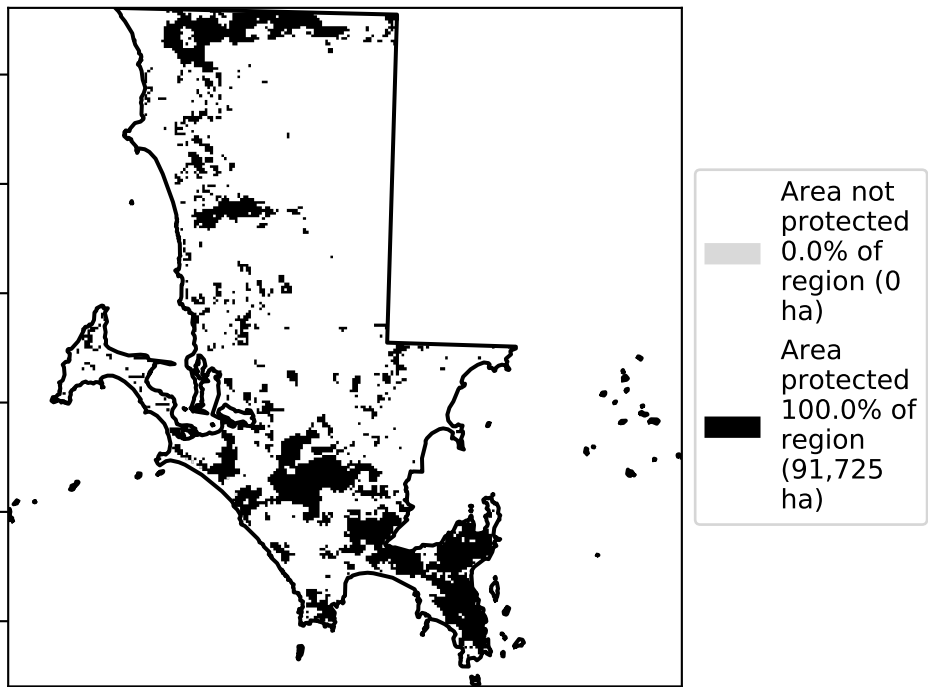 Area not
protected
0.0% of
region (0
ha)
Area
protected
100.0% of
region
(91,725
ha)